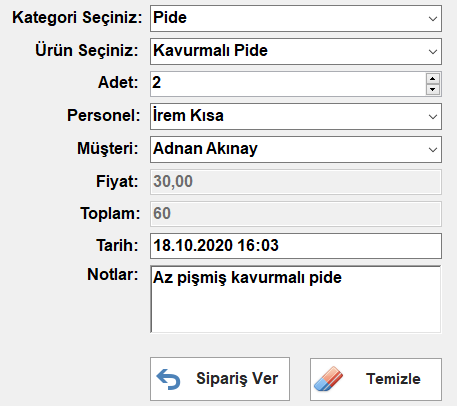 Kategori Seçiniz: Pide
Ürün Seçiniz: Kavurmalı Pide
Adet: 2
Personel: İrem Kısa
Müşteri: Adnan Akınay
Fiyat: 30,00
Toplam: 60
Tarih: 18.10.2020 16:03
Notlar: Az pişmiş kavurmalı pide
Sipariş Ver Temizle